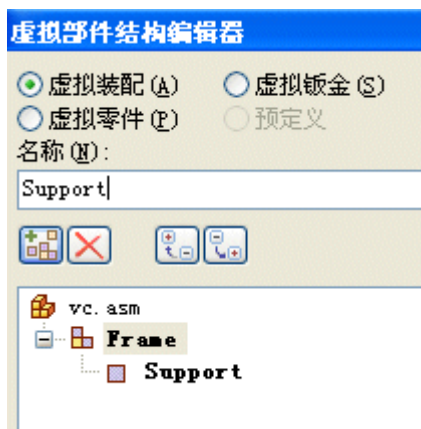 虚拟部件结构编辑器
虚拟装配(A) 虚拟钣金(S)
虚拟零件(P) 预定义
名称(N):
Support
vc.asm
Frame
Support